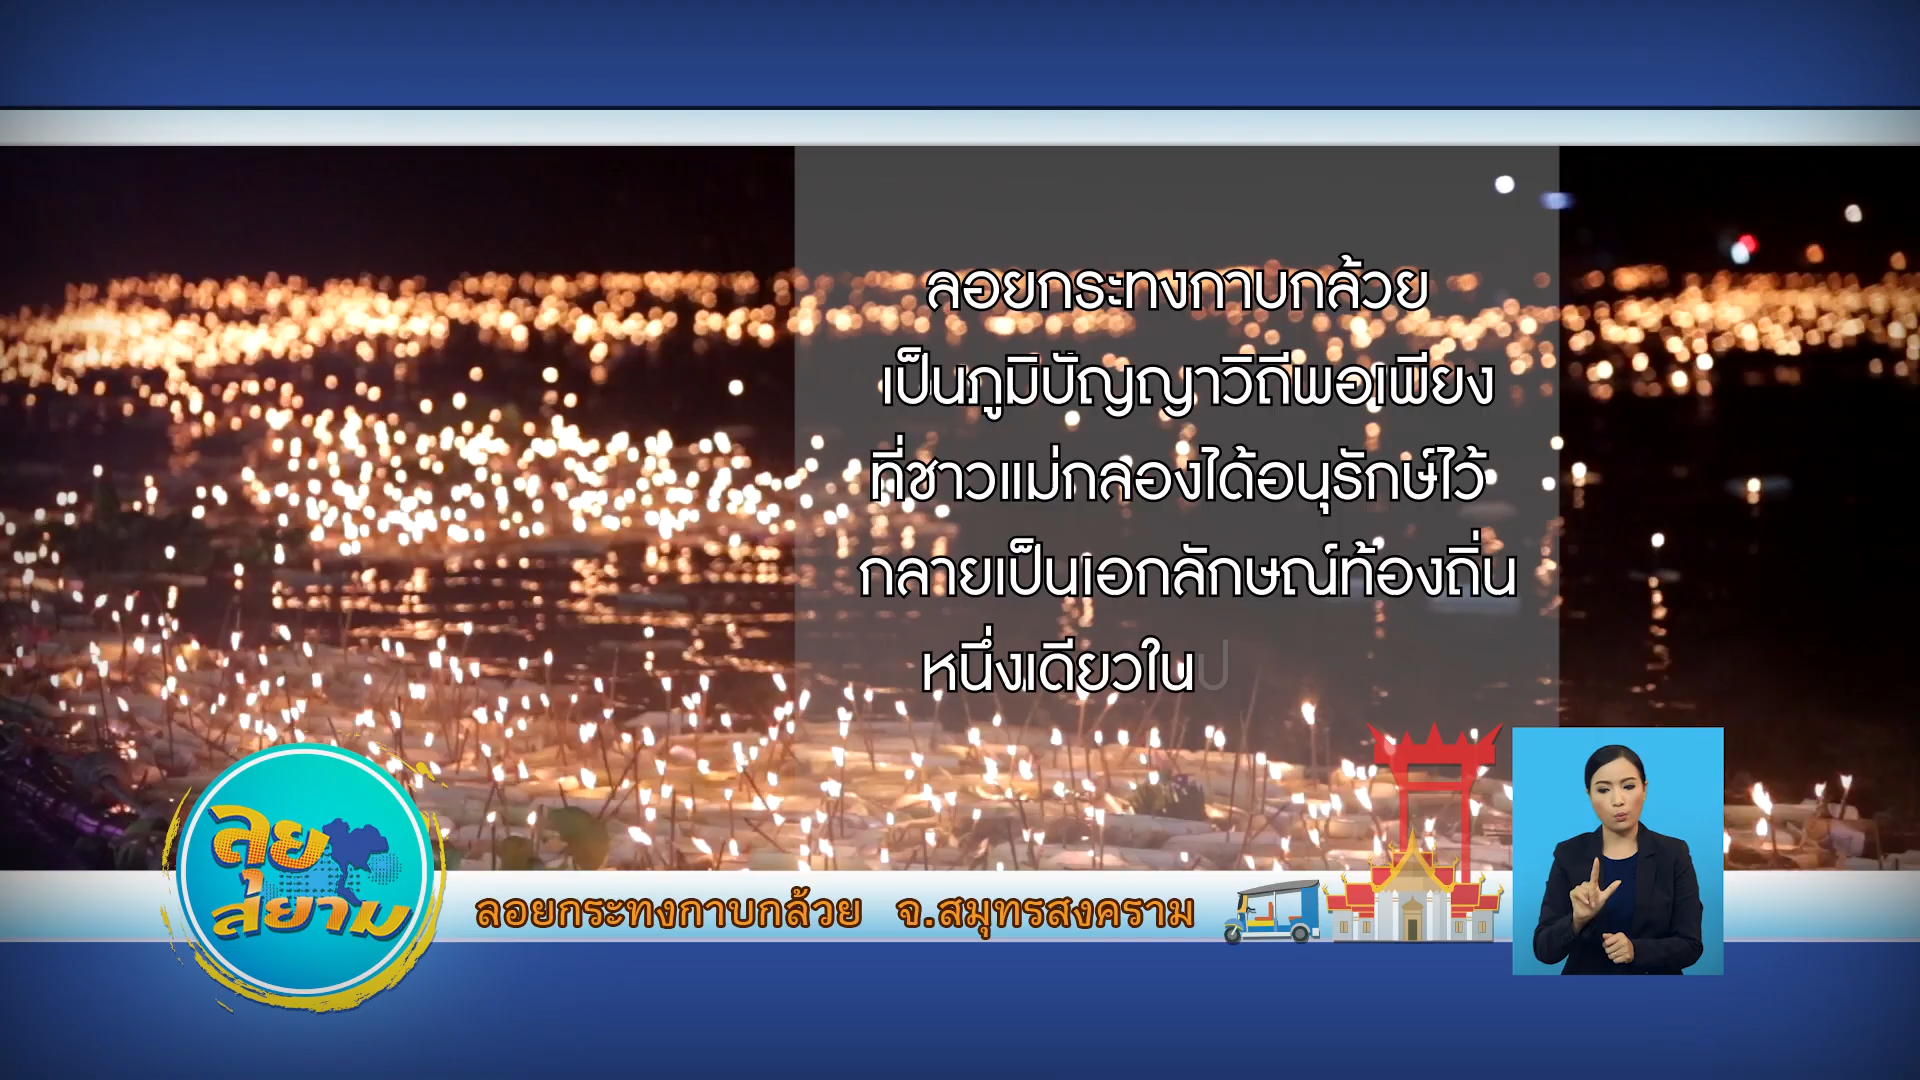 ลอยกระทงกาบกล้วย
เป็นภูมิปัญญาวิถีพอเพียง
ที่ชาวแม่กลองได้อนุรักษ์ไว้
กลายเป็นเอกลักษณ์ท้องถิ่น
หนึ่งเดียวในป
ลุย
สยาม
ลอยกระทงกาบกล้วย จ.สมุทรสงคราม